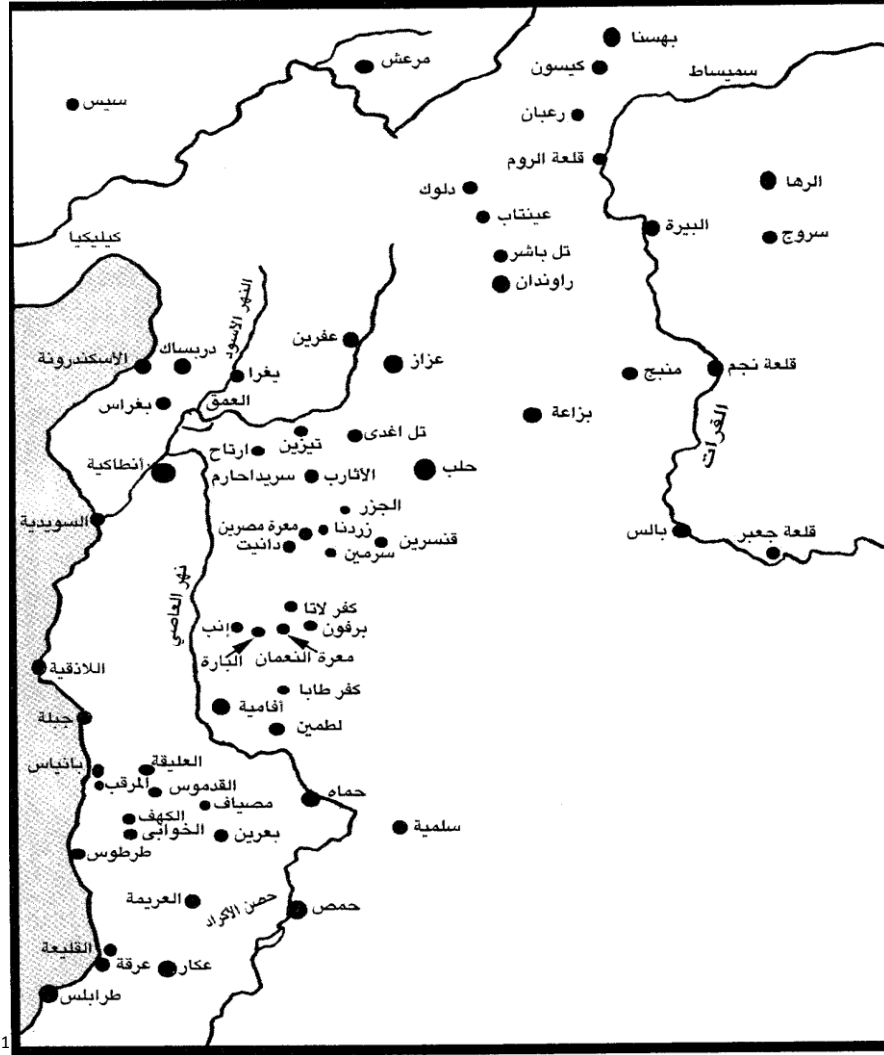 بهسنا
مرعش
كيسون
سميساط
سيس
رعبان
قلعة الروم
الرها
دلوك
عينتاب
البيرة
سروج
كيليكيا
تل باشر
راوندان
النهر الأسود
عفرين
دربساك
الأسكندرونة
عزاز
قلعة نجم
منبج
يغرا
العمق
بغراس
بزاعة
الفرات
تل اغدى
تيزين
ارتاح
أنطاكية
حلب
الأثارب
سريداحارم
الجزر
السويدية
معرة مصرين
زردنا
قنسرين
بالس
قلعة جعبر
دانيت
سرمين
نهر العاصي
كفر لاتا
إنب
برفون
البارة
معرة النعمان
اللاذقية
كفر طابا
أفامية
جبلة
لطمين
العليقة
بانياس
المرقب
القدموس
حماه
مصياف
الكهف
الخوابى
بعرين
سلمية
طرطوس
العريمة
حصن الأكراد
حمص
القليعة
عرقة
عكار
طرابلس
1